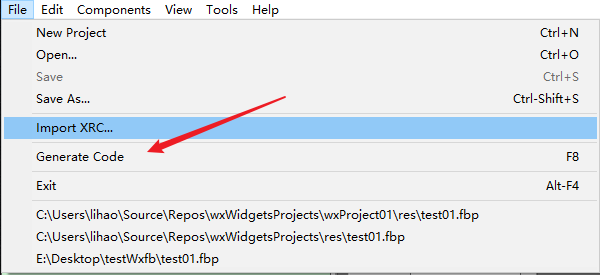 File Edit Components View Tools Help
New Project Ctrl+N
Open... Ctrl+O
Save Ctrl+S
Save As... Ctrl-Shift+S
Import XRC...
Generate Code F8
Exit Alt-F4
C:\Users\lihao\Source\Repos\wxWidgetsProjects\wxProject01\res\test01.fbp
C:\Users\lihao\Source\Repos\wxWidgetsProjects\res\test01.fbp
E:\Desktop\testWxfb\test01.fbp